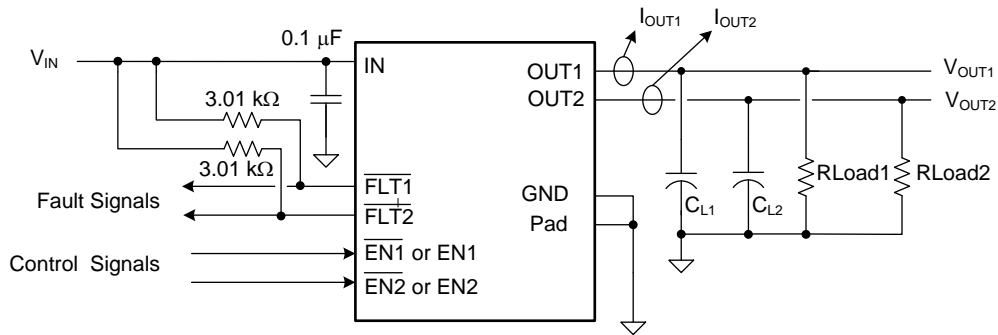 I_OUT1
I_OUT2
0.1 μF
V_IN
IN
OUT1
V_OUT1
OUT2
V_OUT2
3.01 kΩ
3.01 kΩ
FLT1
FLT2
Fault Signals
GND
Pad
C_L1
C_L2
RLoad1
RLoad2
EN1 or EN1
EN2 or EN2
Control Signals